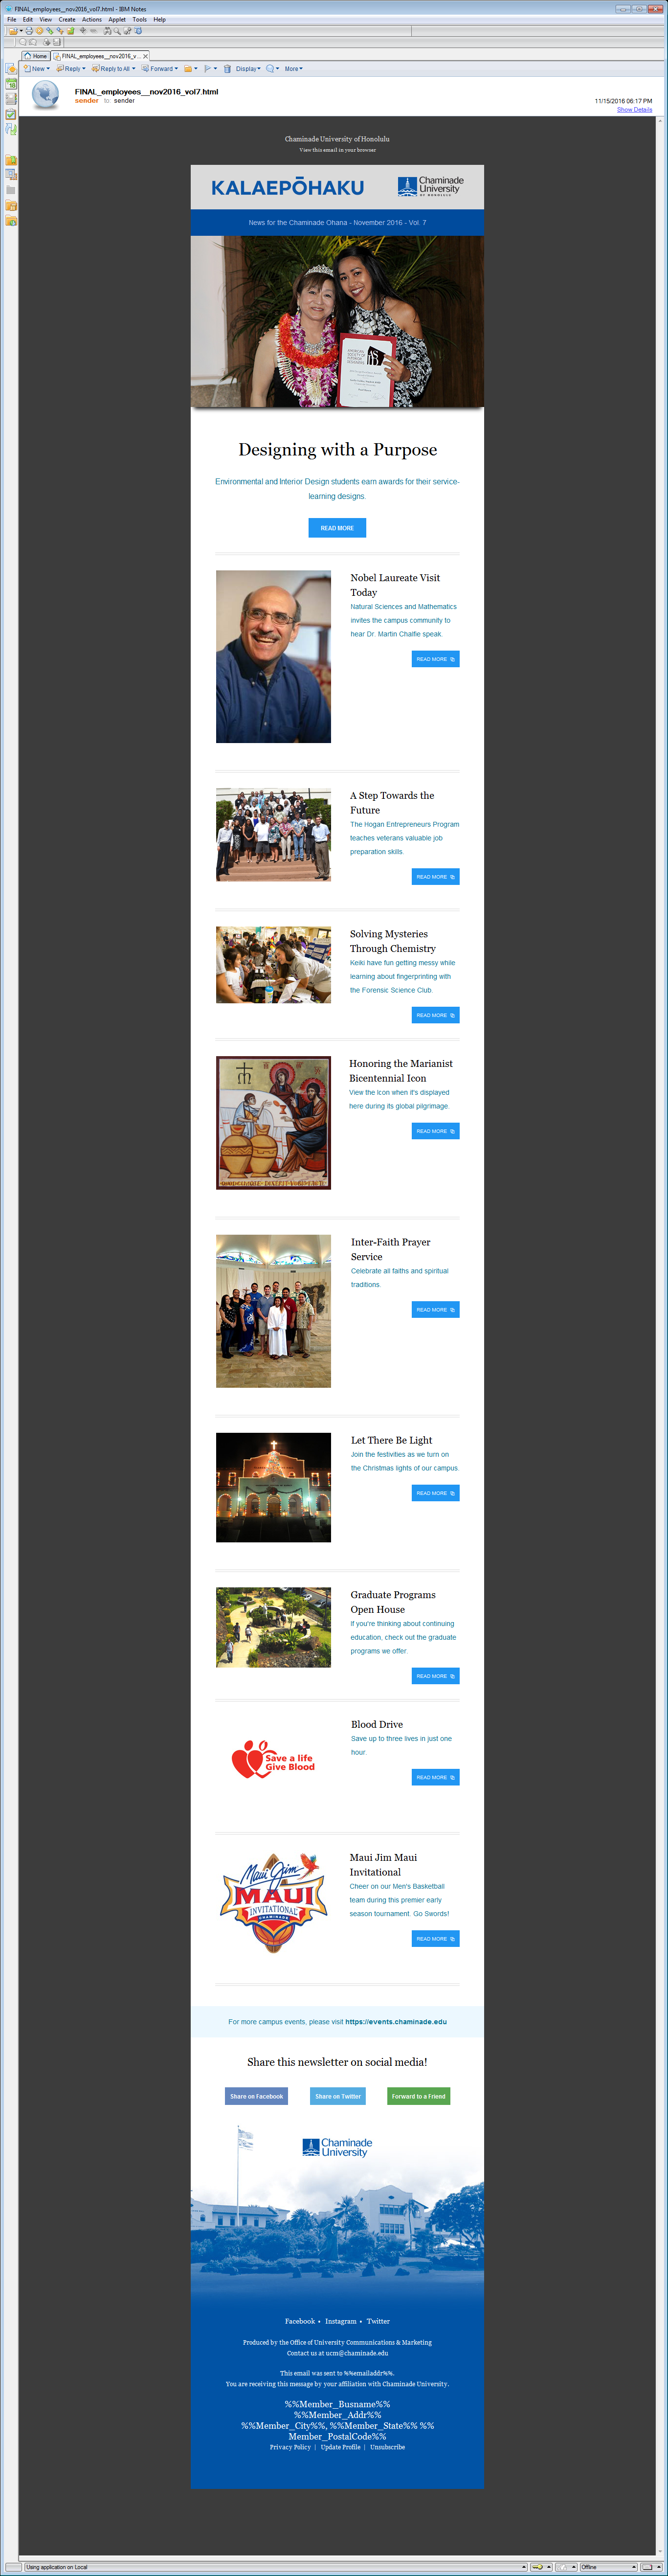 FINAL_employees__nov2016_vol7.html - IBM Notes
File Edit View Create Actions Applet Tools Help
Home FINAL_employees__nov2016_v...
New Reply Reply to All Forward Display More
FINAL_employees__nov2016_vol7.html
sender to: sender
11/15/2016 06:17 PM
Show Details
Chaminade University of Honolulu
View this email in your browser
KALAEPŌHAKU
Chaminade
University
OF HONOLULU
News for the Chaminade Ohana - November 2016 - Vol. 7
Designing with a Purpose
Environmental and Interior Design students earn awards for their service-
learning designs.
READ MORE
Nobel Laureate Visit
Today
Natural Sciences and Mathematics
invites the campus community to
hear Dr. Martin Chalfie speak.
READ MORE
A Step Towards the
Future
The Hogan Entrepreneurs Program
teaches veterans valuable job
preparation skills.
READ MORE
Solving Mysteries
Through Chemistry
Keiki have fun getting messy while
learning about fingerprinting with
the Forensic Science Club.
READ MORE
Honoring the Marianist
Bicentennial Icon
View the Icon when it's displayed
here during its global pilgrimage.
READ MORE
Inter-Faith Prayer
Service
Celebrate all faiths and spiritual
traditions.
READ MORE
Let There Be Light
Join the festivities as we turn on
the Christmas lights of our campus.
READ MORE
Graduate Programs
Open House
If you're thinking about continuing
education, check out the graduate
programs we offer.
READ MORE
Save a life
Give Blood
Blood Drive
Save up to three lives in just one
hour.
READ MORE
Maui Jim
MAUI
INVITATIONAL
CHAMINADE
Maui Jim Maui
Invitational
Cheer on our Men's Basketball
team during this premier early
season tournament. Go Swords!
READ MORE
For more campus events, please visit https://events.chaminade.edu
Share this newsletter on social media!
Share on Facebook Share on Twitter Forward to a Friend
Chaminade
University
Facebook • Instagram • Twitter
Produced by the Office of University Communications & Marketing
Contact us at ucm@chaminade.edu
This email was sent to %%emailaddr%%.
You are receiving this message by your affiliation with Chaminade University.
%%Member_Busname%%
%%Member_Addr%%
%%Member_City%%, %%Member_State%% %%
Member_PostalCode%%
Privacy Policy | Update Profile | Unsubscribe
Using application on Local
Offline